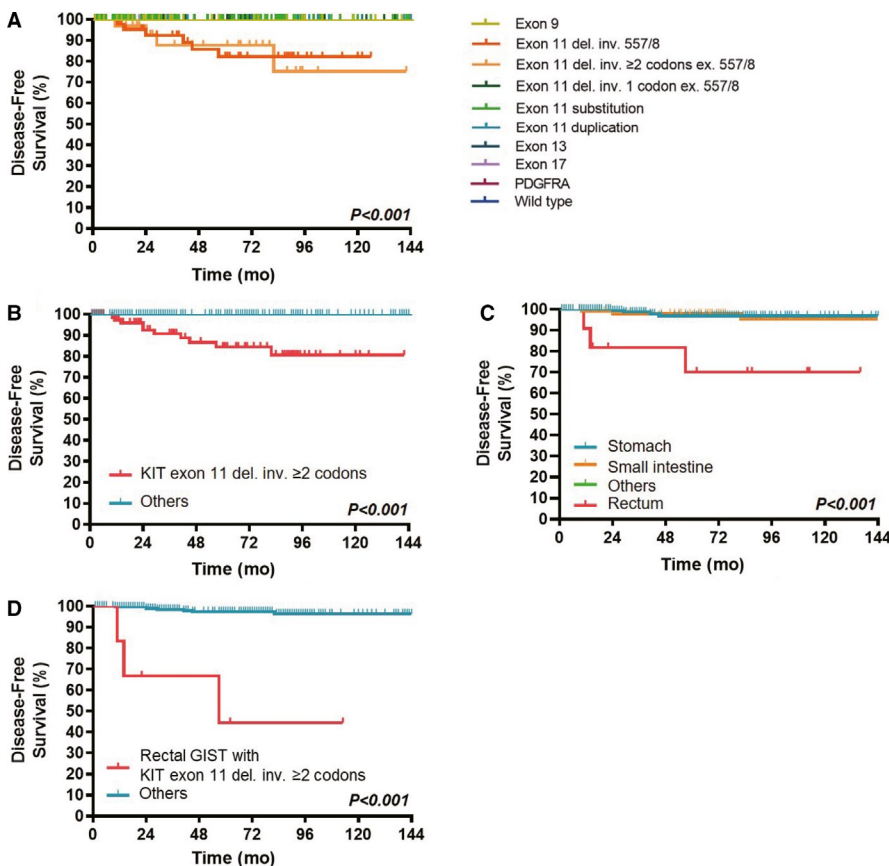 A
100
90
80
70
60
50
40
30
20
10
0
Disease-Free
Survival (%)
P<0.001
0 24 48 72 96 120 144
Time (mo)
Exon 9
Exon 11 del. inv. 557/8
Exon 11 del. inv. ≥2 codons ex. 557/8
Exon 11 del. inv. 1 codon ex. 557/8
Exon 11 substitution
Exon 11 duplication
Exon 13
Exon 17
PDGFRA
Wild type
B
100
90
80
70
60
50
40
30
20
10
0
Disease-Free
Survival (%)
KIT exon 11 del. inv. ≥2 codons
Others
P<0.001
0 24 48 72 96 120 144
Time (mo)
C
100
90
80
70
60
50
40
30
20
10
0
Disease-Free
Survival (%)
Stomach
Small intestine
Others
Rectum
P<0.001
0 24 48 72 96 120 144
Time (mo)
D
100
90
80
70
60
50
40
30
20
10
0
Disease-Free
Survival (%)
Rectal GIST with
KIT exon 11 del. inv. ≥2 codons
Others
P<0.001
0 24 48 72 96 120 144
Time (mo)